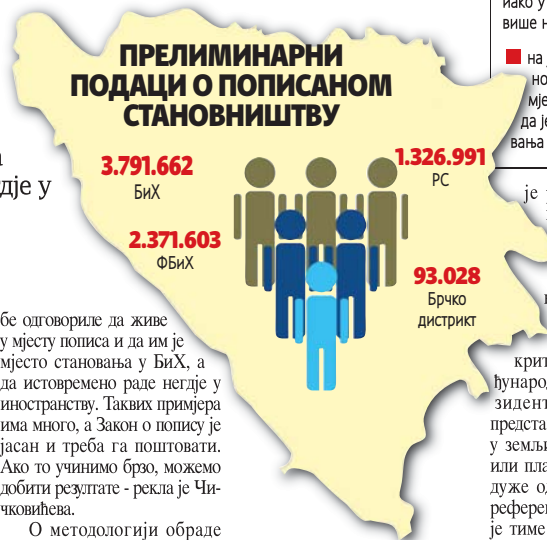 ПРЕЛИМИНАРНИ
ПОДАЦИ О ПОПИСАНОМ
СТАНОВНИШТВУ
3.791.662
БиХ
1.326.991
РС
2.371.603
ФБиХ
93.028
Брчко
дистрикт
гдје у
бе одговориле да живе
у мјесту пописа и да им је
мјесто становања у БиХ, а
да истовремено раде негдје у
иностранству. Таквих примјера
има много, а Закон о попису је
јасан и треба га поштовати.
Ако то учинимо брзо, можемо
добити резултате - рекла је Чи-
чковићева.
О методологији обраде
више н
на
но
мје
да је
вања
је
крит
ђународ
зидент
предста
у земљи
или пла
дуже од
референ
је тиме